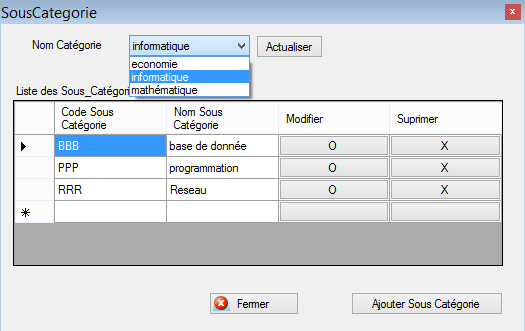 SousCategorie
Nom Catégorie informatique Actualiser
economie
informatique
mathématique
Liste des Sous_Catégori
Code Sous Catégorie Nom Sous Catégorie Modifier Suprimer
BBB base de donnée O X
PPP programmation O X
RRR Reseau O X
Fermer Ajouter Sous Catégorie